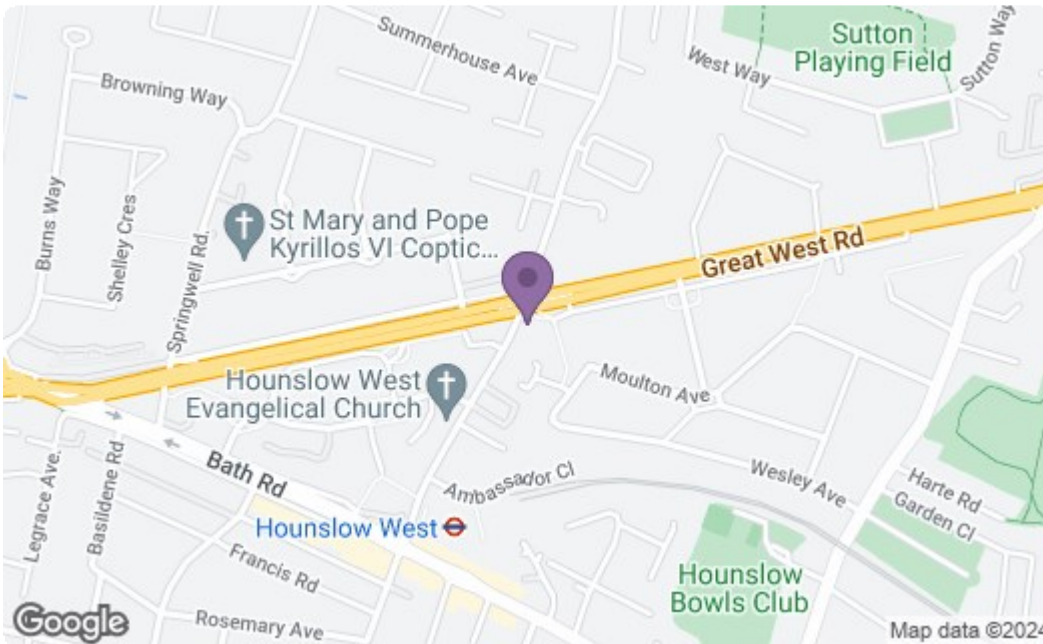 Sutton
Playing Field
Summerhouse Ave
West Way
Sutton Way
Browning Way
Burns Way
Shelley Cres
St Mary and Pope
Kyrillos VI Coptic...
Springwell Rd.
Great West Rd
Hounslow West
Evangelical Church
Moulton Ave
Bath Rd
Legrace Ave.
Basildene Rd
Ambassador Cl
Wesley Ave
Harte Rd
Garden Cl
Hounslow West
Francis Rd
Hounslow
Bowls Club
Rosemary Ave
Google
Map data ©2024